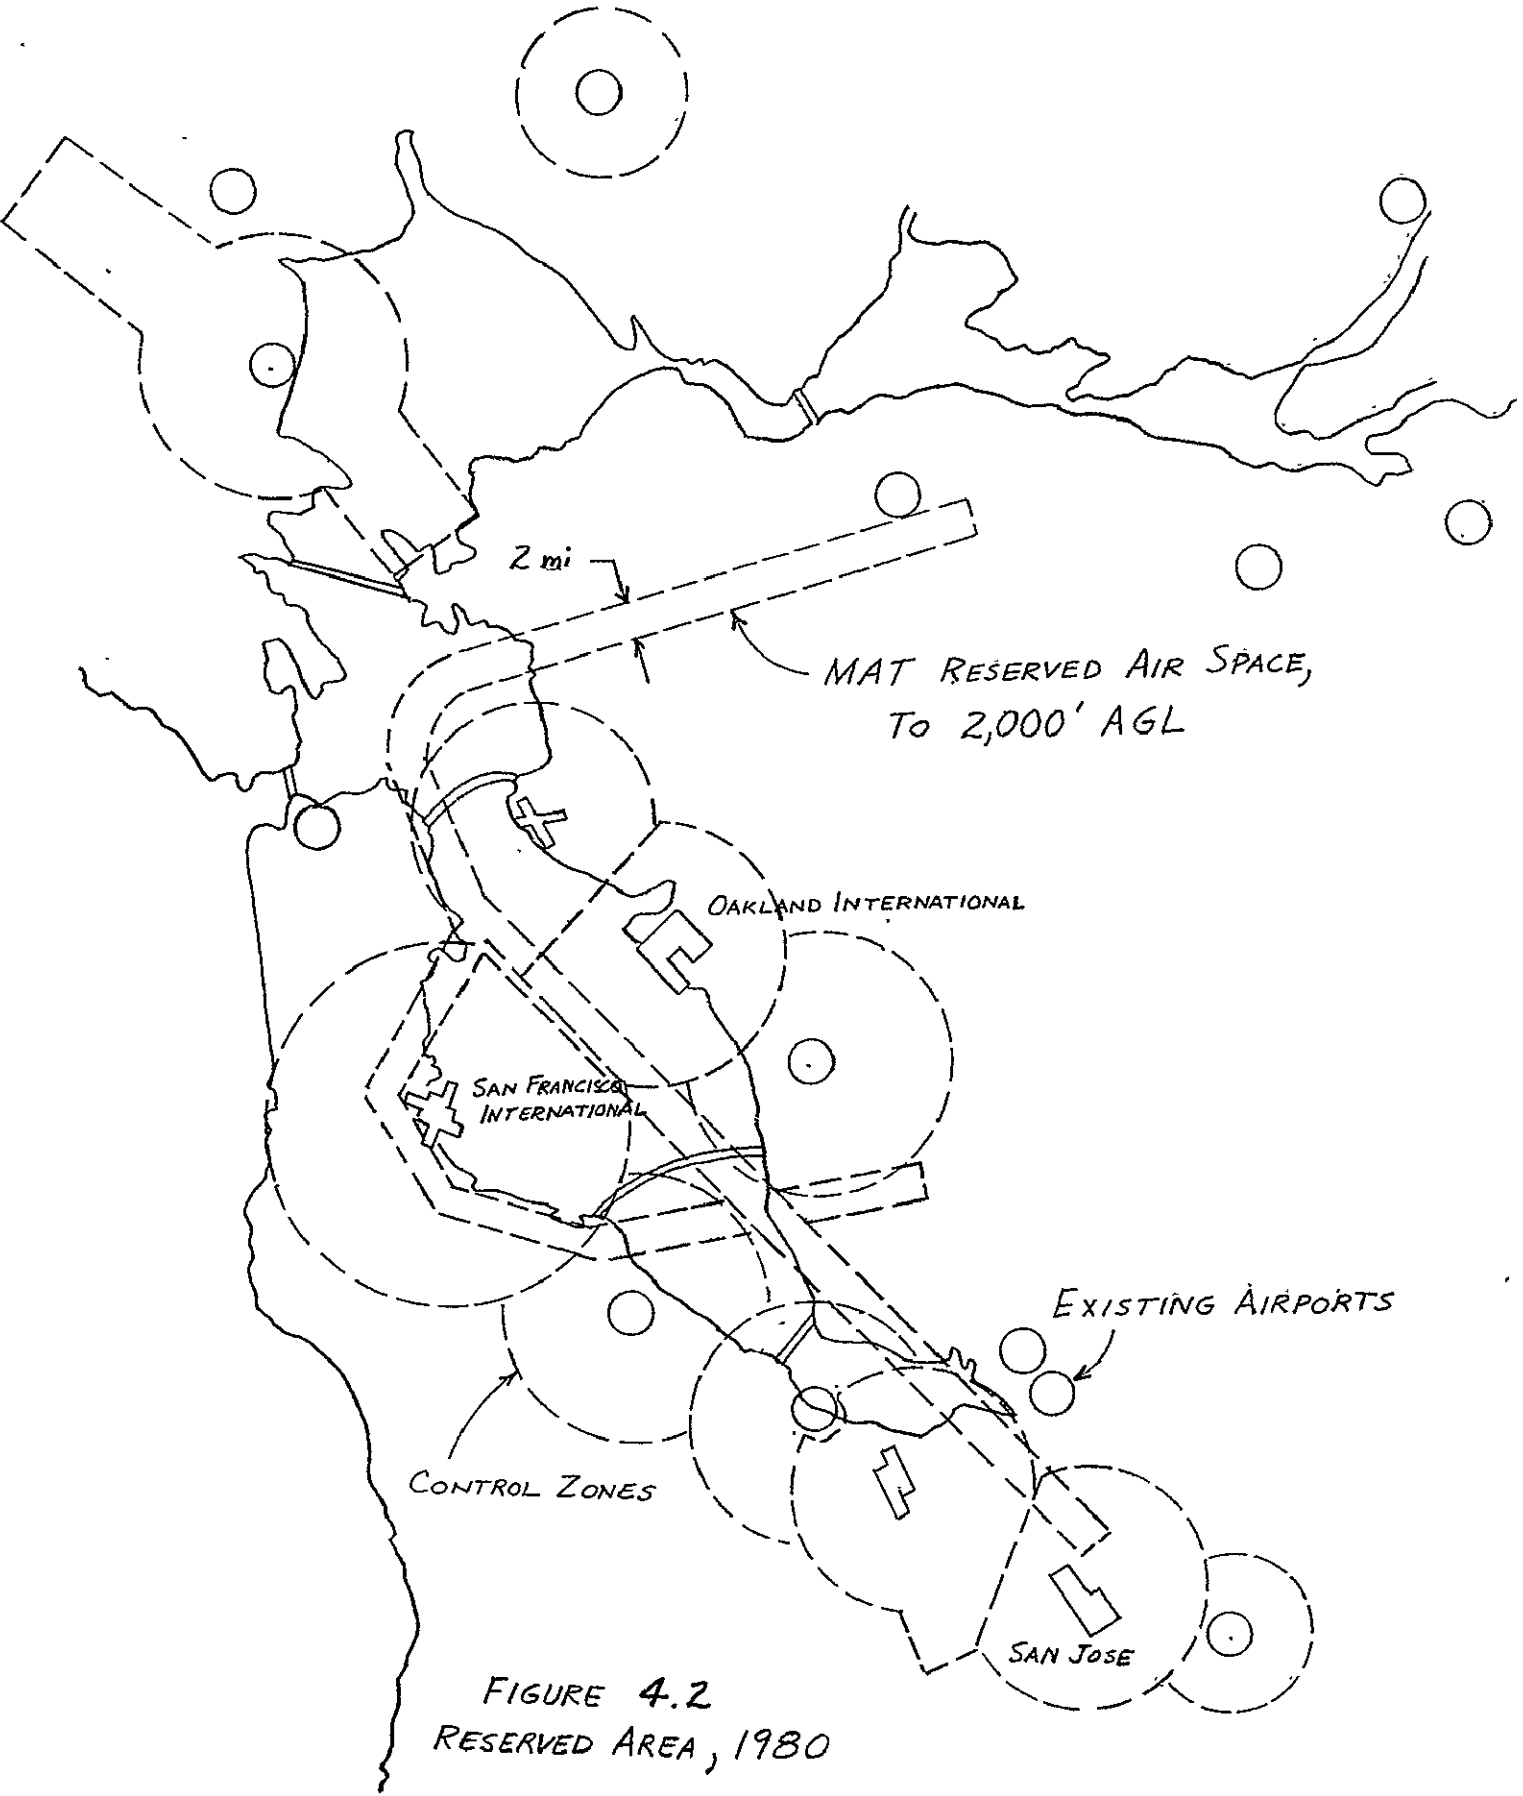 2 mi
MAT RESERVED AIR SPACE,
TO 2,000' AGL
OAKLAND INTERNATIONAL
SAN FRANCISCO
INTERNATIONAL
EXISTING AIRPORTS
CONTROL ZONES
SAN JOSE
FIGURE 4.2
RESERVED AREA, 1980